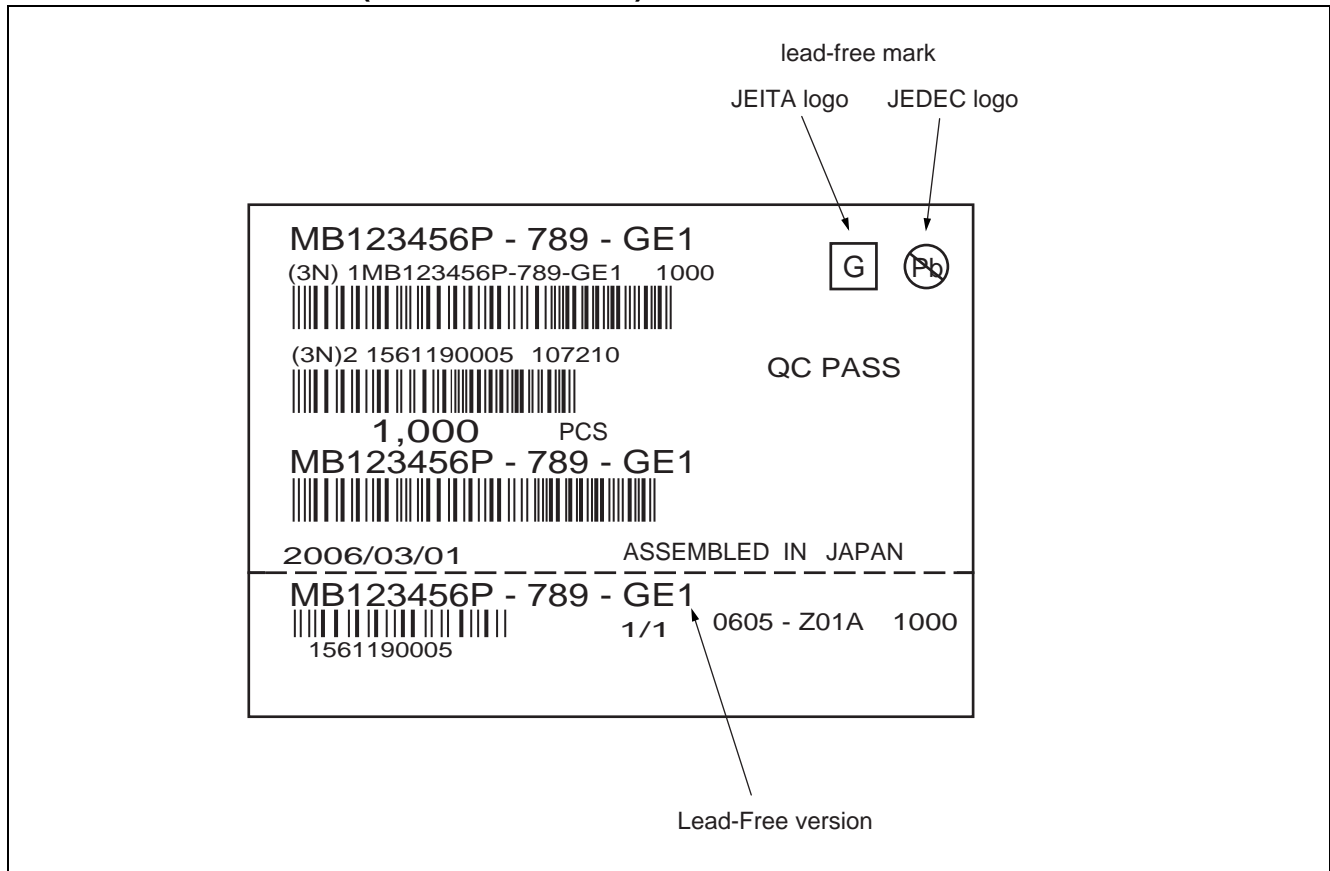 lead-free mark
JEITA logo JEDEC logo
MB123456P - 789 - GE1
(3N) 1MB123456P-789-GE1 1000
G Pb
(3N)2 1561190005 107210
QC PASS
1,000 PCS
MB123456P - 789 - GE1
2006/03/01 ASSEMBLED IN JAPAN
MB123456P - 789 - GE1
1/1 0605 - Z01A 1000
1561190005
Lead-Free version